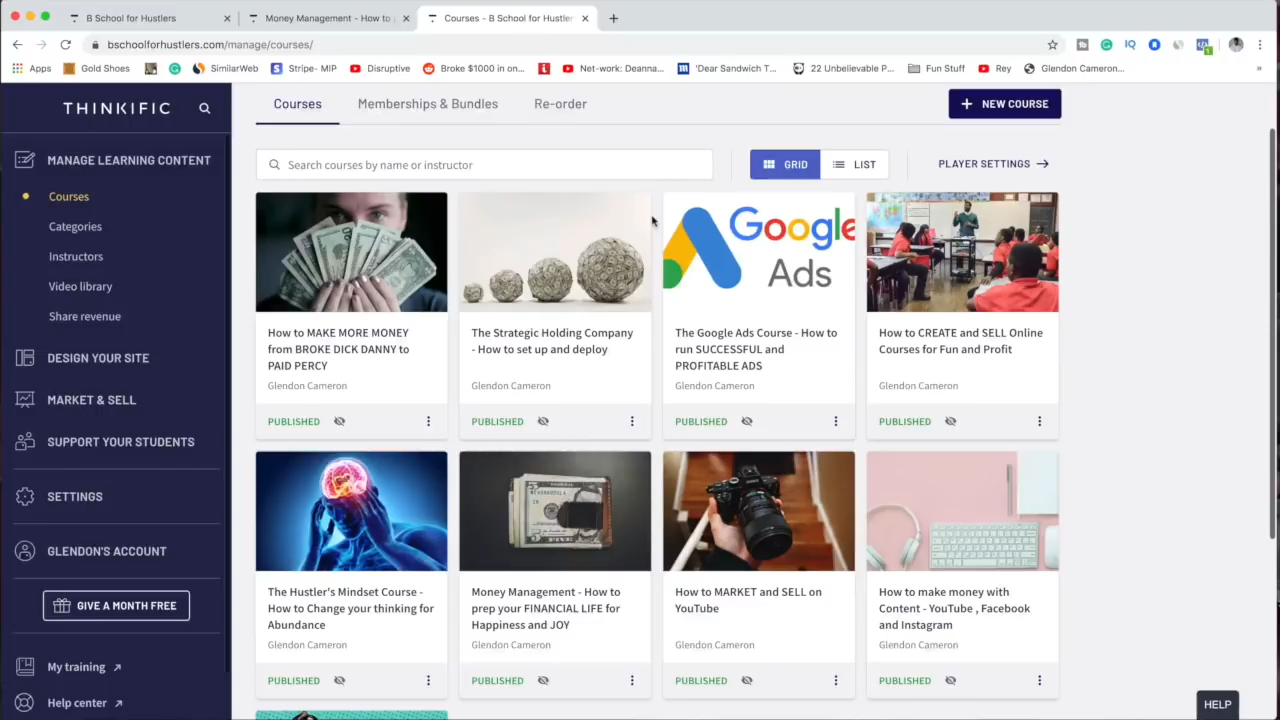 B School for Hustlers
Money Management - How to
Courses - B School for Hustler
bschoolforhustlers.com/manage/courses/
Apps
Gold Shoes
SimilarWeb
Stripe- MIP
Disruptive
Broke $1000 in on...
Net-work: Deanna...
'Dear Sandwich T...
22 Unbelievable P...
Fun Stuff
Rey
Glendon Cameron...
THINKIFIC
Courses
Memberships & Bundles
Re-order
+ NEW COURSE
MANAGE LEARNING CONTENT
Search courses by name or instructor
GRID
LIST
PLAYER SETTINGS →
Courses
Categories
Instructors
Video library
Share revenue
DESIGN YOUR SITE
MARKET & SELL
SUPPORT YOUR STUDENTS
SETTINGS
GLENDON'S ACCOUNT
GIVE A MONTH FREE
My training
Help center
Google
Ads
How to MAKE MORE MONEY
from BROKE DICK DANNY to
PAID PERCY
Glendon Cameron
PUBLISHED
The Strategic Holding Company
- How to set up and deploy
Glendon Cameron
PUBLISHED
The Google Ads Course - How to
run SUCCESSFUL and
PROFITABLE ADS
Glendon Cameron
PUBLISHED
How to CREATE and SELL Online
Courses for Fun and Profit
Glendon Cameron
PUBLISHED
The Hustler's Mindset Course -
How to Change your thinking for
Abundance
Glendon Cameron
PUBLISHED
Money Management - How to
prep your FINANCIAL LIFE for
Happiness and JOY
Glendon Cameron
PUBLISHED
How to MARKET and SELL on
YouTube
Glendon Cameron
PUBLISHED
How to make money with
Content - YouTube , Facebook
and Instagram
Glendon Cameron
PUBLISHED
HELP